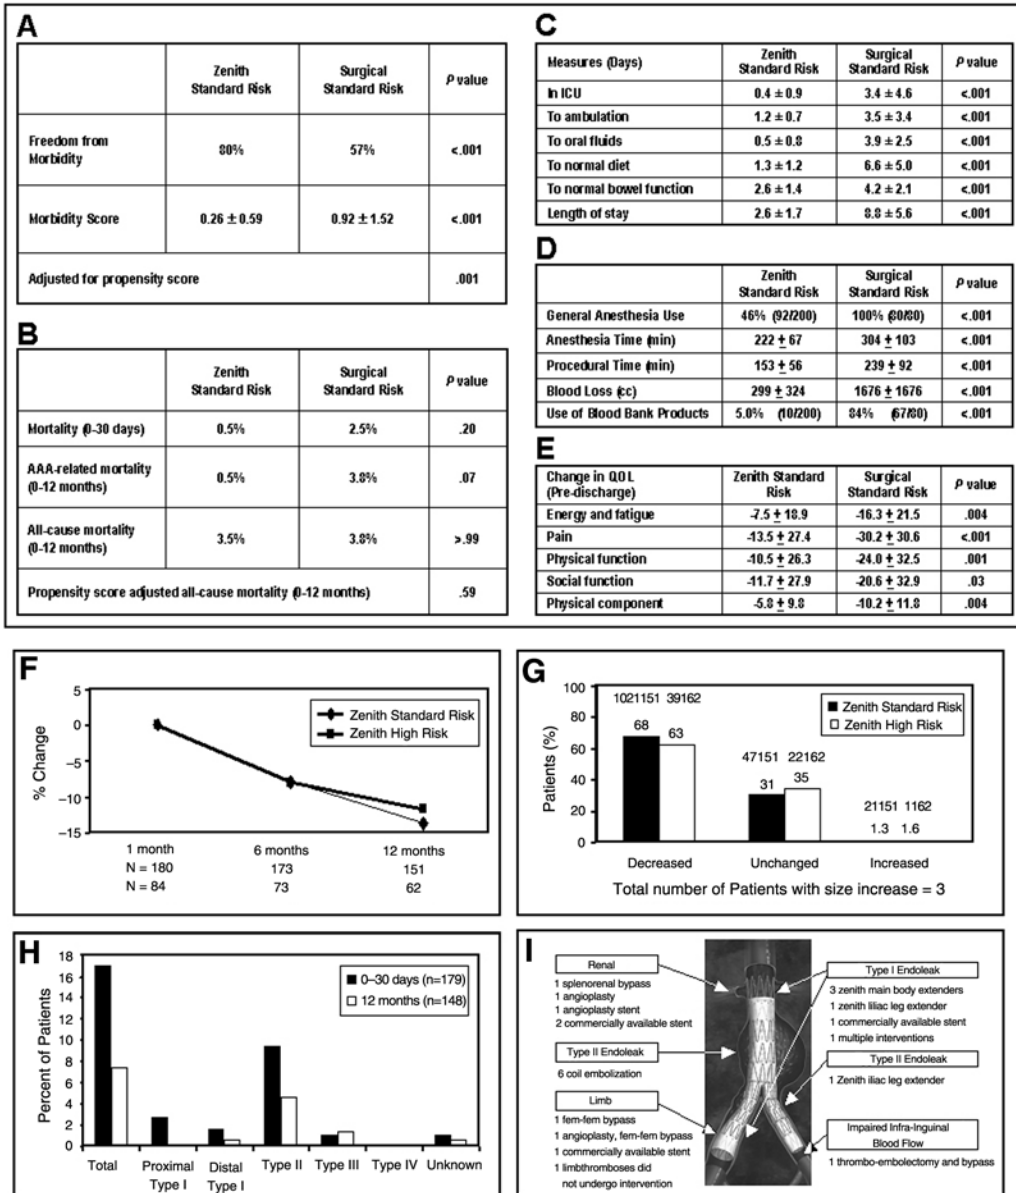 A
Zenith Standard Risk Surgical Standard Risk P value
Freedom from Morbidity 80% 57% <.001
Morbidity Score 0.26 ± 0.59 0.92 ± 1.52 <.001
Adjusted for propensity score .001
B
Zenith Standard Risk Surgical Standard Risk P value
Mortality (0-30 days) 0.5% 2.5% .20
AAA-related mortality (0-12 months) 0.5% 3.8% .07
All-cause mortality (0-12 months) 3.5% 3.8% >.99
Propensity score adjusted all-cause mortality (0-12 months) .59
C
Measures (Days) Zenith Standard Risk Surgical Standard Risk P value
In ICU 0.4 ± 0.9 3.4 ± 4.6 <.001
To ambulation 1.2 ± 0.7 3.5 ± 3.4 <.001
To oral fluids 0.5 ± 0.8 3.9 ± 2.5 <.001
To normal diet 1.3 ± 1.2 6.6 ± 5.0 <.001
To normal bowel function 2.6 ± 1.4 4.2 ± 2.1 <.001
Length of stay 2.6 ± 1.7 8.8 ± 5.6 <.001
D
Zenith Standard Risk Surgical Standard Risk P value
General Anesthesia Use 46% (92/200) 100% (80/80) <.001
Anesthesia Time (min) 222 ± 67 304 ± 103 <.001
Procedural Time (min) 153 ± 56 239 ± 92 <.001
Blood Loss (cc) 299 ± 324 1676 ± 1676 <.001
Use of Blood Bank Products 5.0% (10/200) 84% (67/80) <.001
E
Change in QOL (Pre-discharge) Zenith Standard Risk Surgical Standard Risk P value
Energy and fatigue -7.5 ± 18.9 -16.3 ± 21.5 .004
Pain -13.5 ± 27.4 -30.2 ± 30.6 <.001
Physical function -10.5 ± 26.3 -24.0 ± 32.5 .001
Social function -11.7 ± 27.9 -20.6 ± 32.9 .03
Physical component -5.8 ± 9.8 -10.2 ± 11.8 .004
F
% Change
5
0
−5
−10
−15
Zenith Standard Risk
Zenith High Risk
1 month 6 months 12 months
N = 180 173 151
N = 84 73 62
G
Patients (%)
100
80
60
40
20
0
1021151 39162
68 63
47151 22162
31 35
21151 1162
1.3 1.6
Zenith Standard Risk
Zenith High Risk
Decreased Unchanged Increased
Total number of Patients with size increase = 3
H
Percent of Patients
18
16
14
12
10
8
6
4
2
0
0–30 days (n=179)
12 months (n=148)
Total Proximal Type I Distal Type I Type II Type III Type IV Unknown
I
Renal
1 splenorenal bypass
1 angioplasty
1 angioplasty stent
2 commercially available stent
Type II Endoleak
6 coil embolization
Limb
1 fem-fem bypass
1 angioplasty, fem-fem bypass
1 commercially available stent
1 limbthromboses did
not undergo intervention
Type I Endoleak
3 zenith main body extenders
1 zenith liliac leg extender
1 commercially available stent
1 multiple interventions
Type II Endoleak
1 Zenith iliac leg extender
Impaired Infra-Inguinal
Blood Flow
1 thrombo-embolectomy and bypass